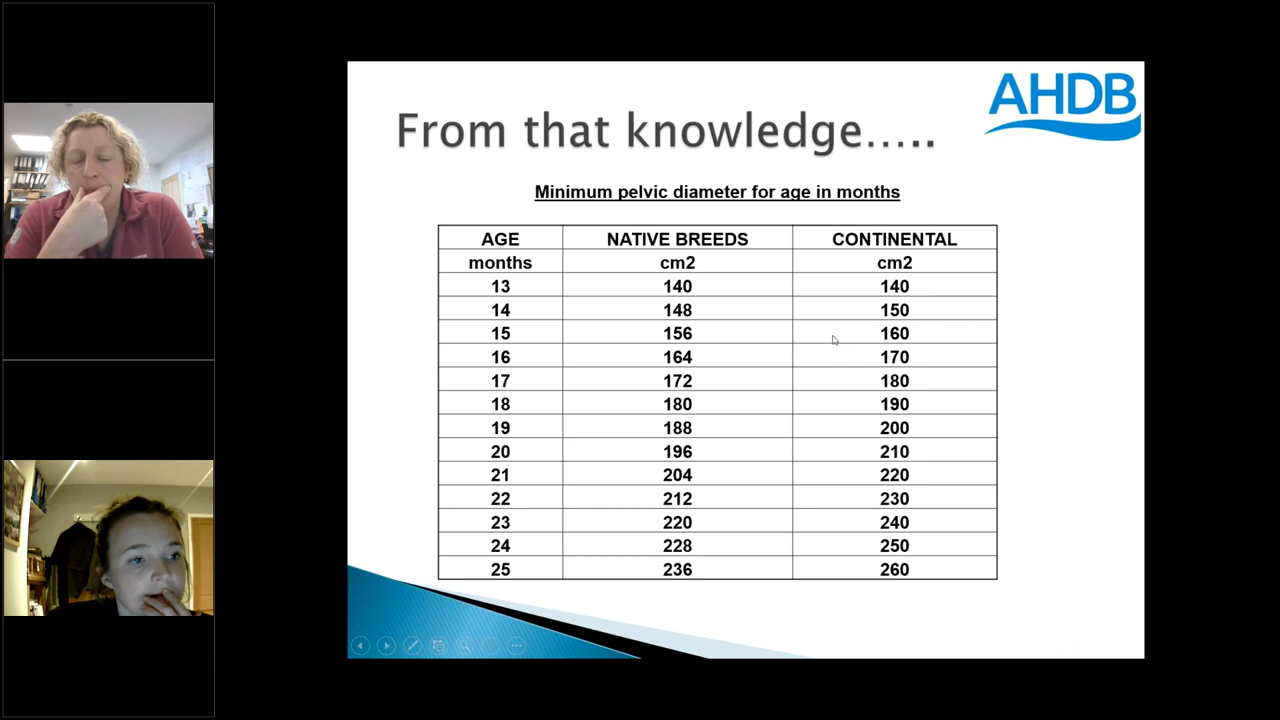 AHDB
From that knowledge.....
Minimum pelvic diameter for age in months
AGE NATIVE BREEDS CONTINENTAL
months cm2 cm2
13 140 140
14 148 150
15 156 160
16 164 170
17 172 180
18 180 190
19 188 200
20 196 210
21 204 220
22 212 230
23 220 240
24 228 250
25 236 260